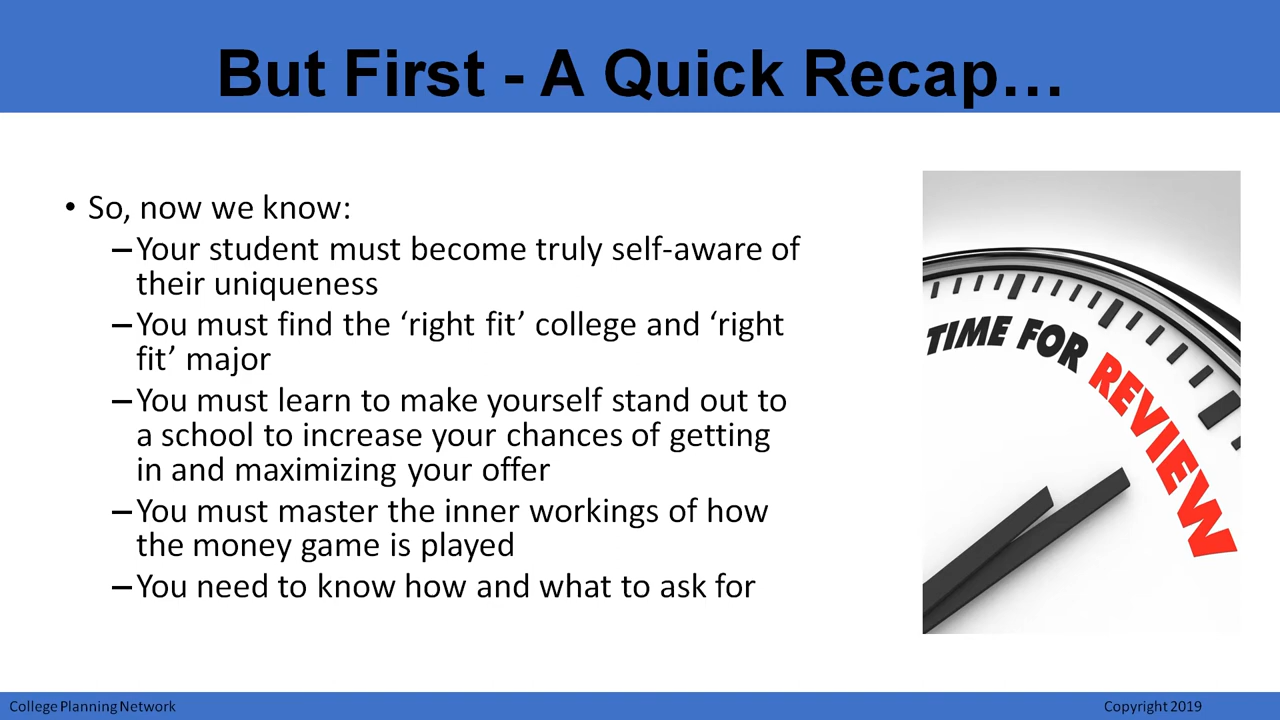 But First - A Quick Recap…
• So, now we know:
–Your student must become truly self-aware of
their uniqueness
–You must find the ‘right fit’ college and ‘right
fit’ major
–You must learn to make yourself stand out to
a school to increase your chances of getting
in and maximizing your offer
–You must master the inner workings of how
the money game is played
–You need to know how and what to ask for
TIME FOR REVIEW
College Planning Network
Copyright 2019